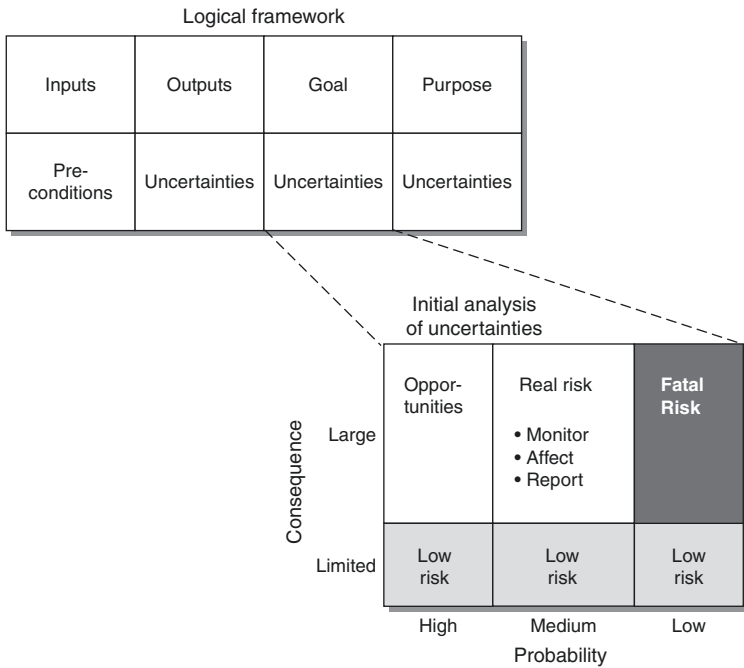 Logical framework
Inputs
Outputs
Goal
Purpose
Pre-
conditions
Uncertainties
Uncertainties
Uncertainties
Initial analysis
of uncertainties
Consequence
Large
Limited
Oppor-
tunities
Real risk
• Monitor
• Affect
• Report
Fatal
Risk
Low
risk
Low
risk
Low
risk
High
Medium
Low
Probability